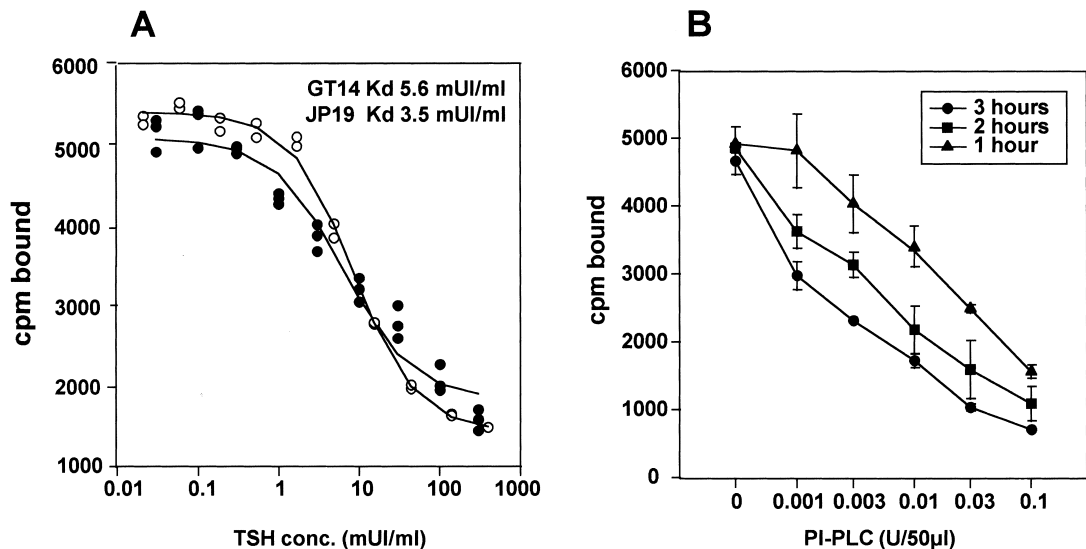 A
6000
5000
4000
3000
2000
1000
cpm bound
GT14 Kd 5.6 mUI/ml
JP19 Kd 3.5 mUI/ml
0.01 0.1 1 10 100 1000
TSH conc. (mUI/ml)
B
6000
5000
4000
3000
2000
1000
0
cpm bound
3 hours
2 hours
1 hour
0 0.001 0.003 0.01 0.03 0.1
PI-PLC (U/50µl)